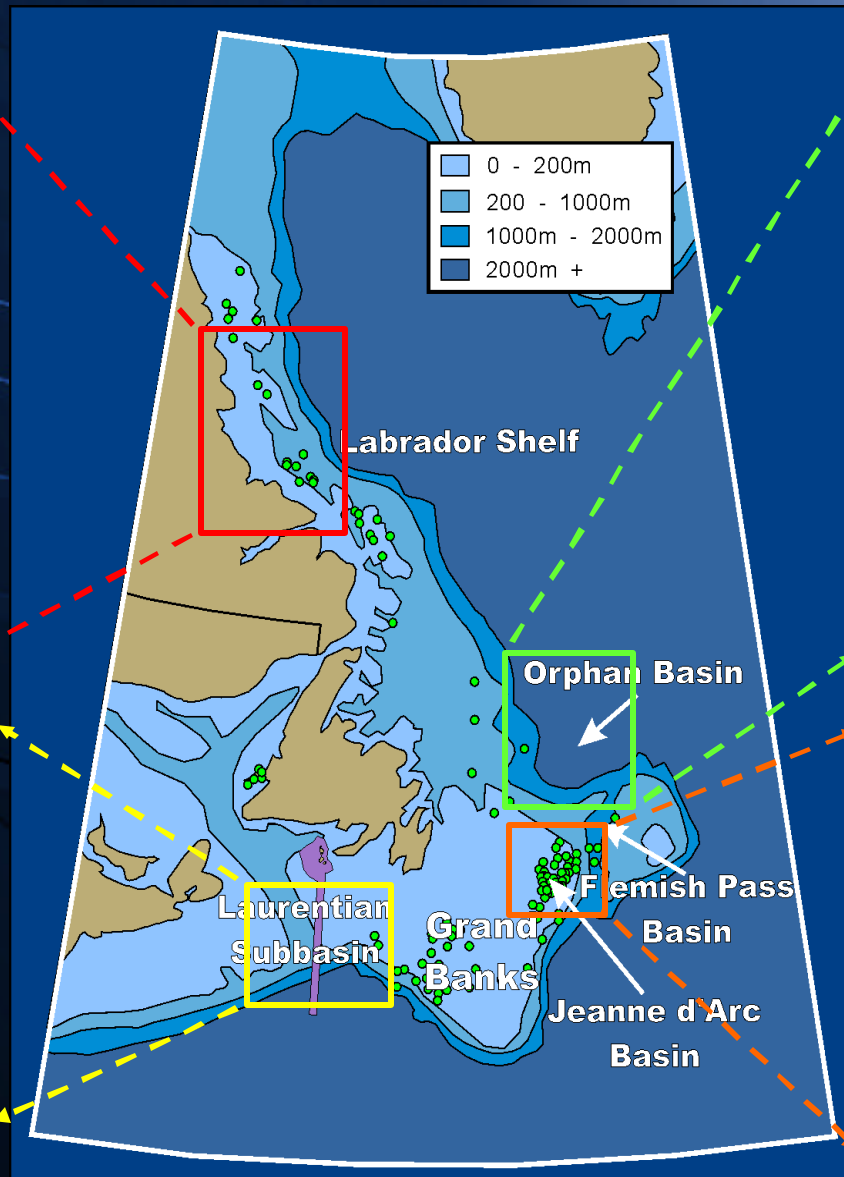 0 - 200m
200 - 1000m
1000m - 2000m
2000m +
Labrador Shelf
Orphan Basin
Flemish Pass
Basin
Laurentian
Subbasin
Grand
Banks
Jeanne d'Arc
Basin